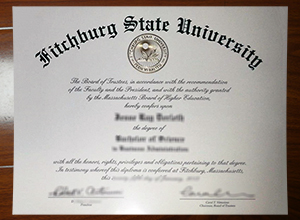 Fitchburg State University
The Board of Trustees, in accordance with the recommendation
of the Faculty and the President, and with the authority granted
by the Massachusetts Board of Higher Education,
hereby confers upon
the degree of
Bachelor of Science
in Business Administration
with all the honors, rights, privileges and obligations pertaining to that degree.
In testimony whereof this diploma is conferred at Fitchburg, Massachusetts,
this